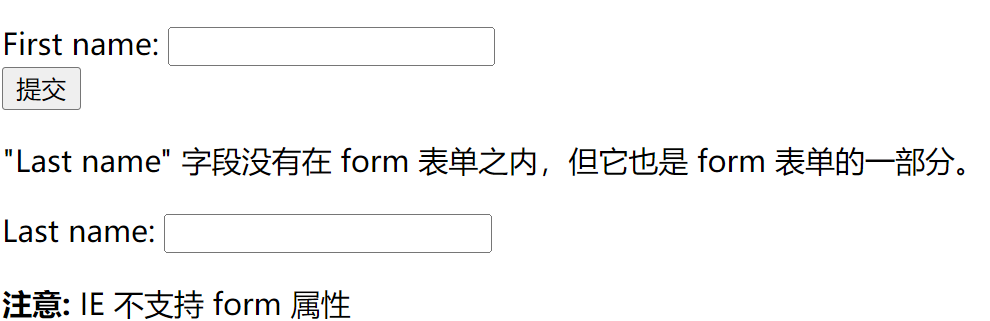 First name:
提交
"Last name" 字段没有在 form 表单之内，但它也是 form 表单的一部分。
Last name:
注意: IE 不支持 form 属性